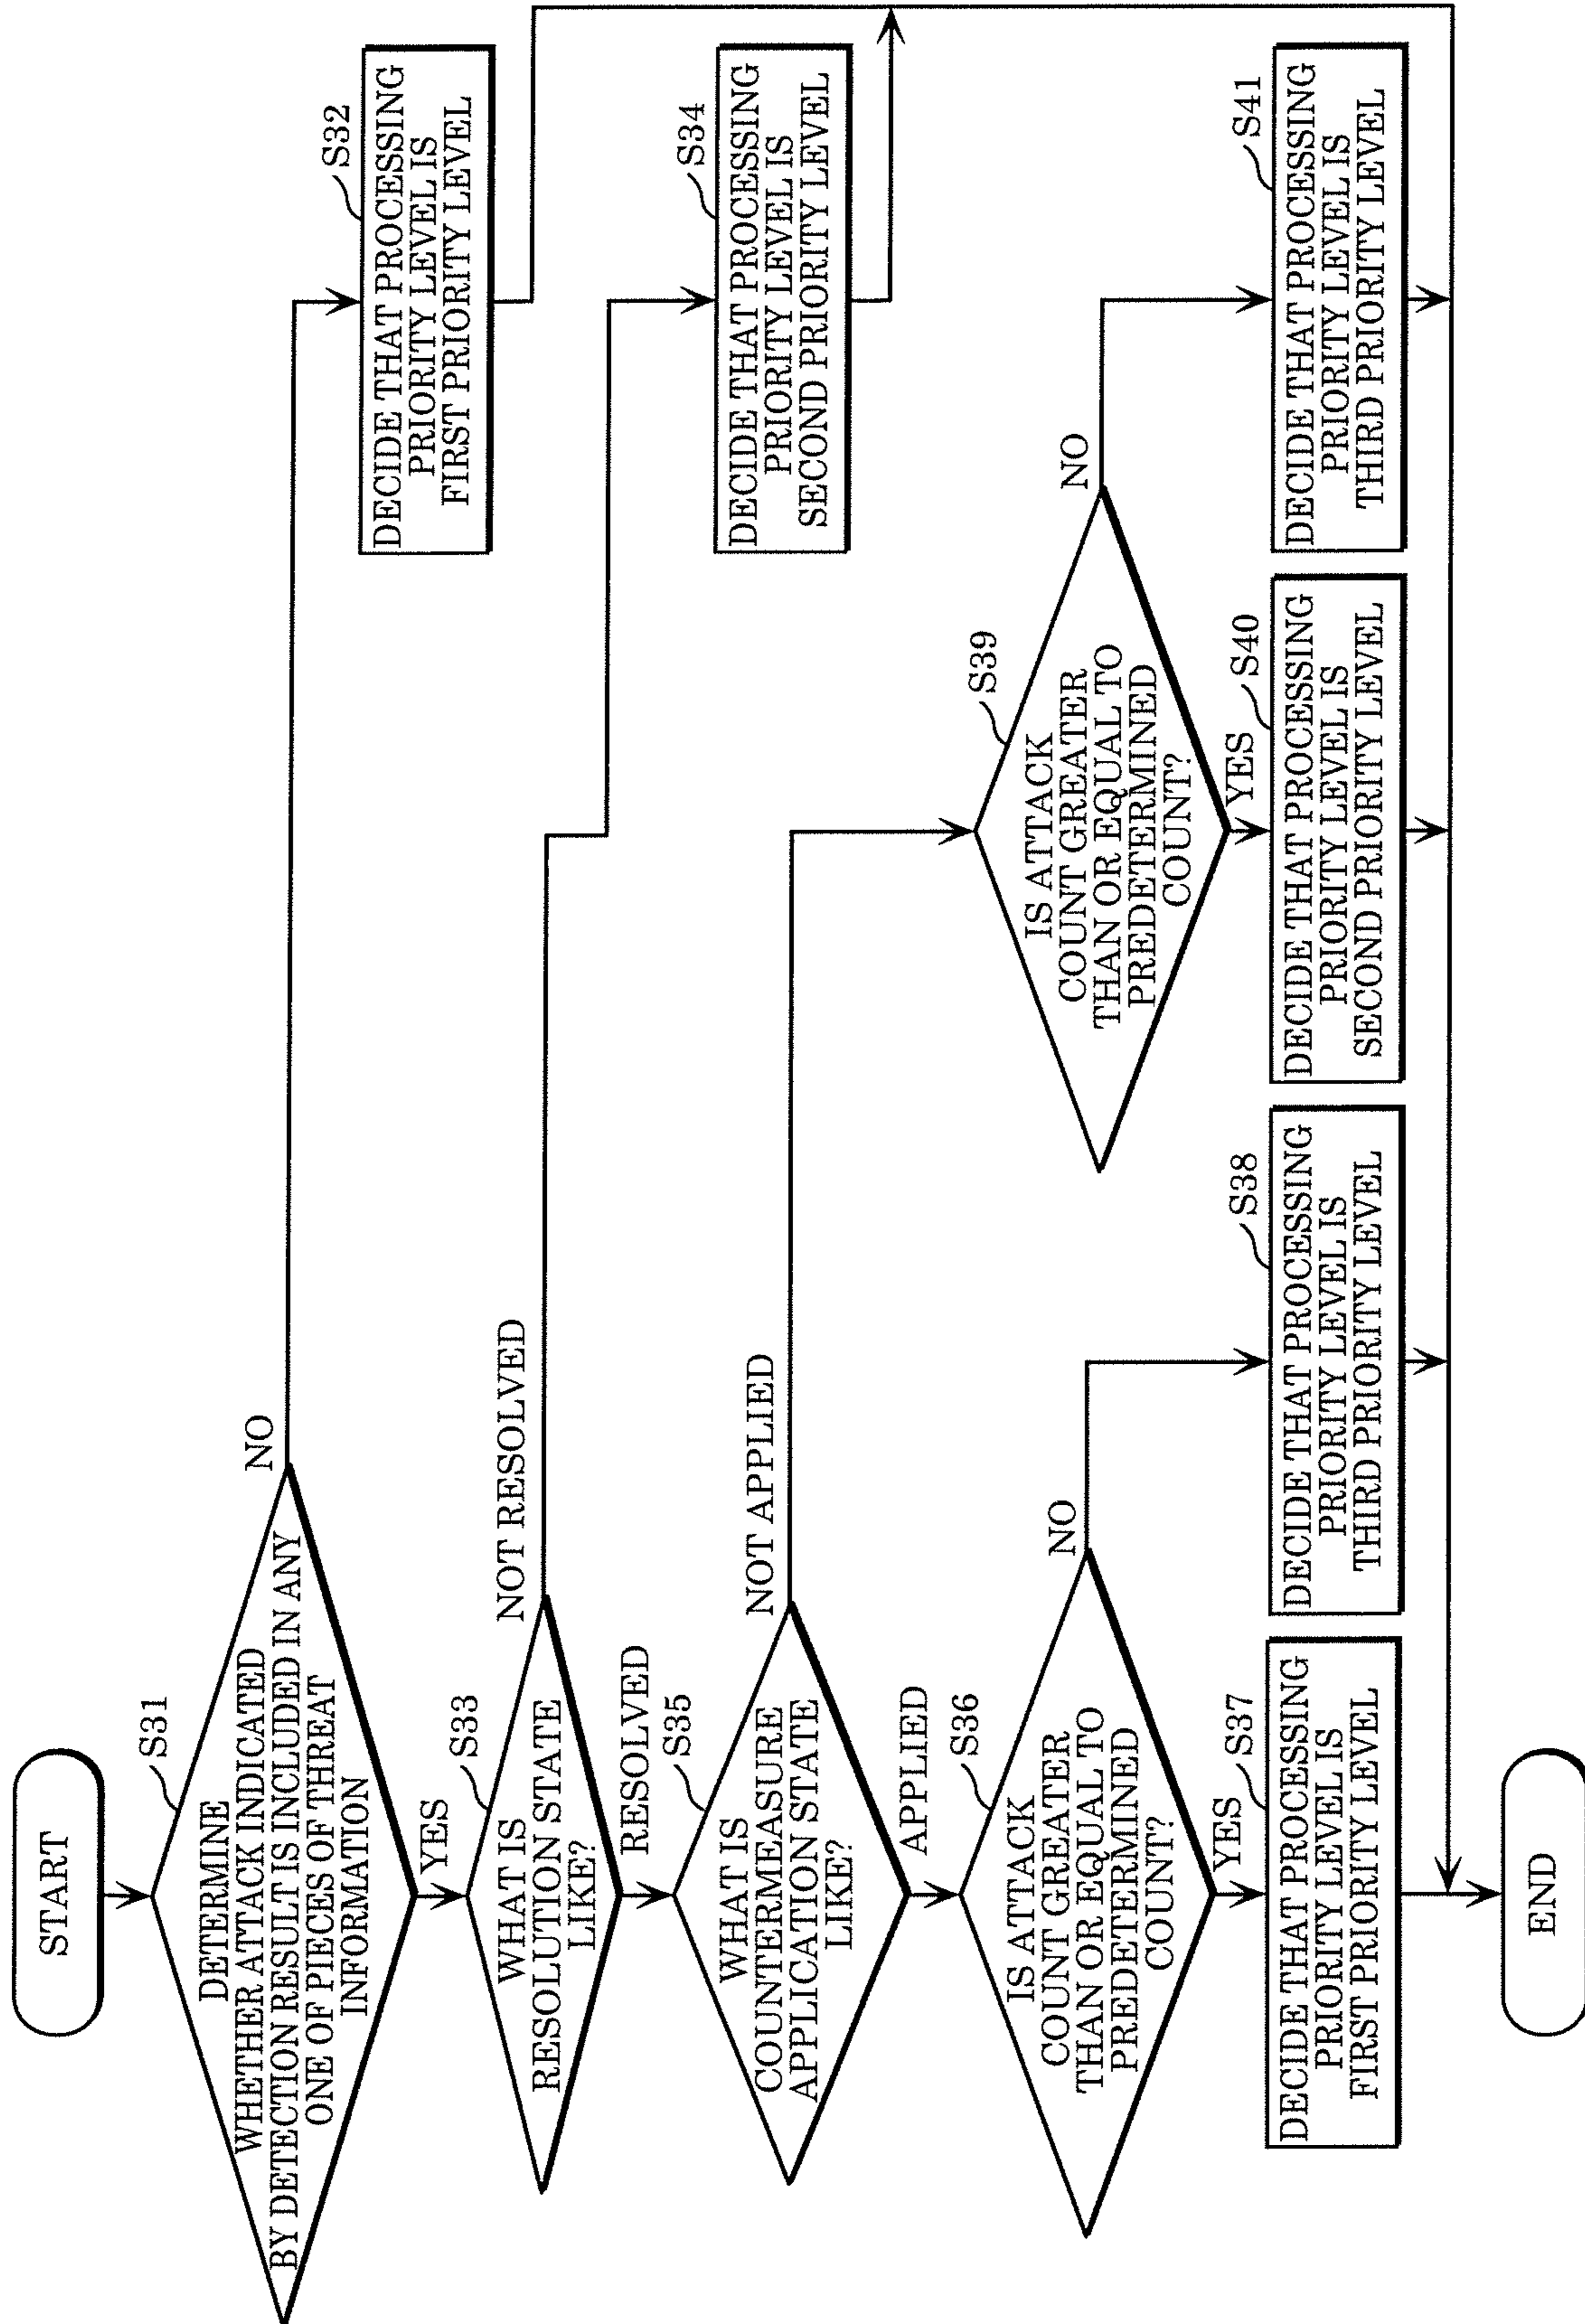 START
S31
DETERMINE
WHETHER ATTACK INDICATED
BY DETECTION RESULT IS INCLUDED IN ANY
ONE OF PIECES OF THREAT
INFORMATION
NO
YES
S32
DECIDE THAT PROCESSING
PRIORITY LEVEL IS
FIRST PRIORITY LEVEL
S33
WHAT IS
RESOLUTION STATE
LIKE?
NOT RESOLVED
RESOLVED
S34
DECIDE THAT PROCESSING
PRIORITY LEVEL IS
SECOND PRIORITY LEVEL
S35
WHAT IS
COUNTERMEASURE
APPLICATION STATE
LIKE?
NOT APPLIED
APPLIED
S36
IS ATTACK
COUNT GREATER
THAN OR EQUAL TO
PREDETERMINED
COUNT?
NO
YES
S39
IS ATTACK
COUNT GREATER
THAN OR EQUAL TO
PREDETERMINED
COUNT?
NO
YES
S37
DECIDE THAT PROCESSING
PRIORITY LEVEL IS
FIRST PRIORITY LEVEL
S38
DECIDE THAT PROCESSING
PRIORITY LEVEL IS
THIRD PRIORITY LEVEL
S40
DECIDE THAT PROCESSING
PRIORITY LEVEL IS
SECOND PRIORITY LEVEL
S41
DECIDE THAT PROCESSING
PRIORITY LEVEL IS
THIRD PRIORITY LEVEL
END